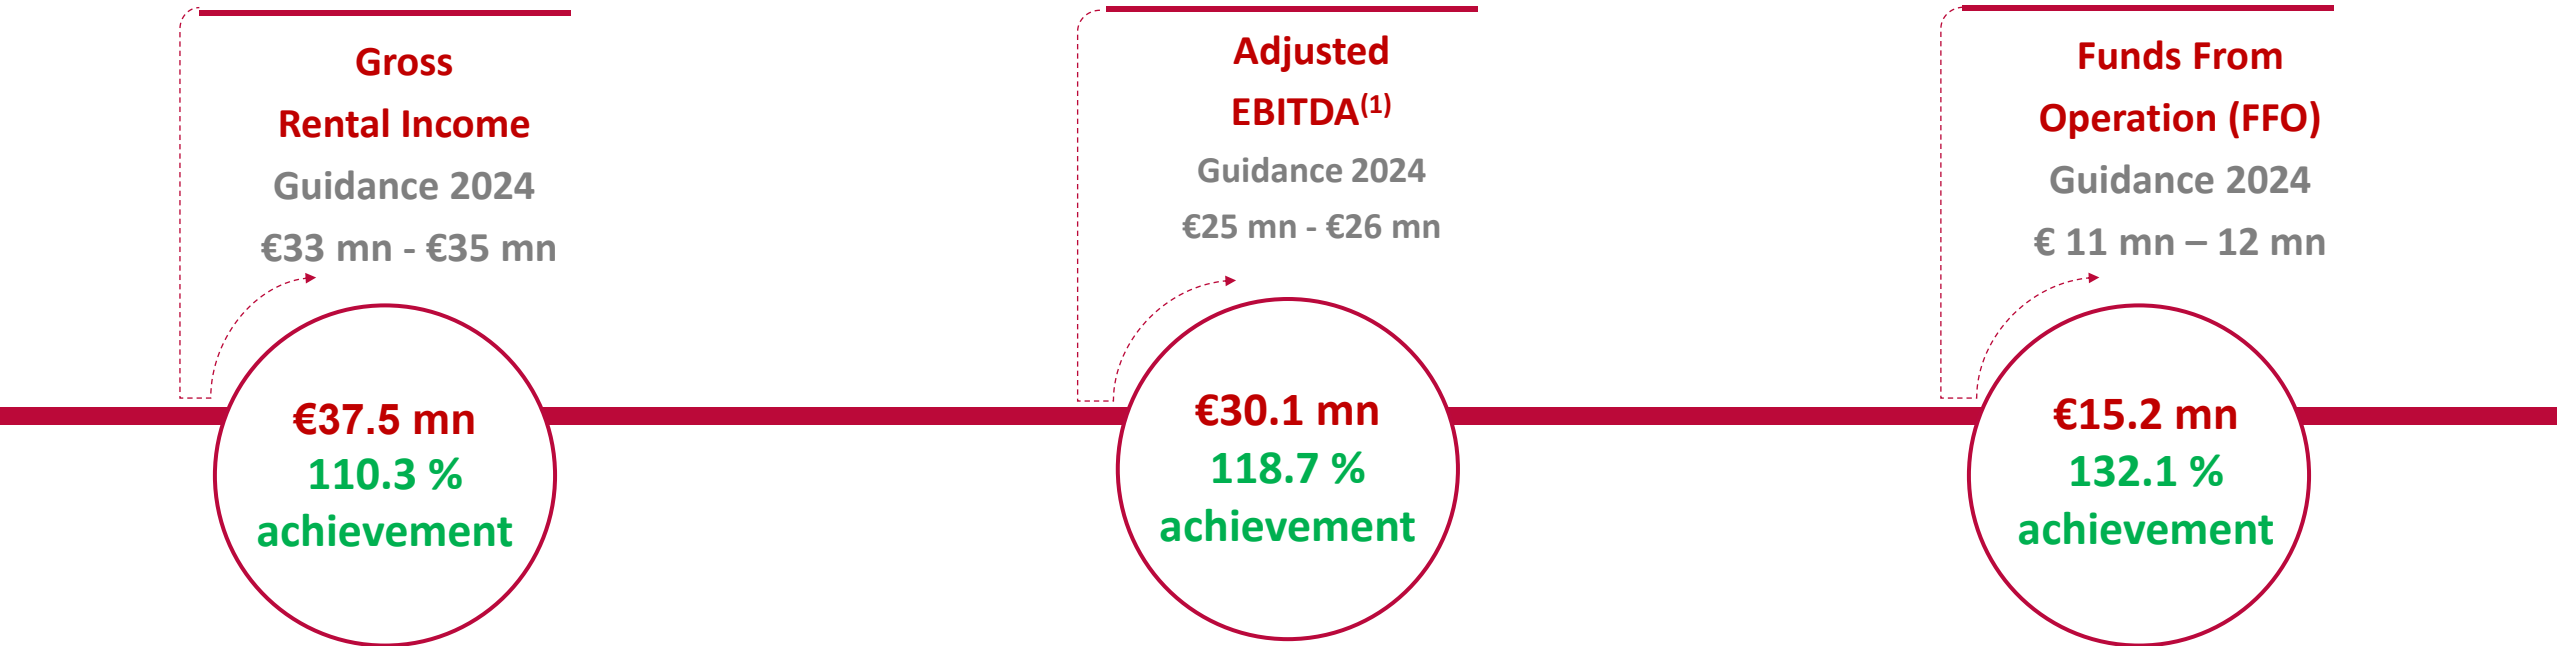 Gross
Rental Income
Guidance 2024
€33 mn - €35 mn
€37.5 mn
110.3 %
achievement
Adjusted
EBITDA(1)
Guidance 2024
€25 mn - €26 mn
€30.1 mn
118.7 %
achievement
Funds From
Operation (FFO)
Guidance 2024
€ 11 mn – 12 mn
€15.2 mn
132.1 %
achievement